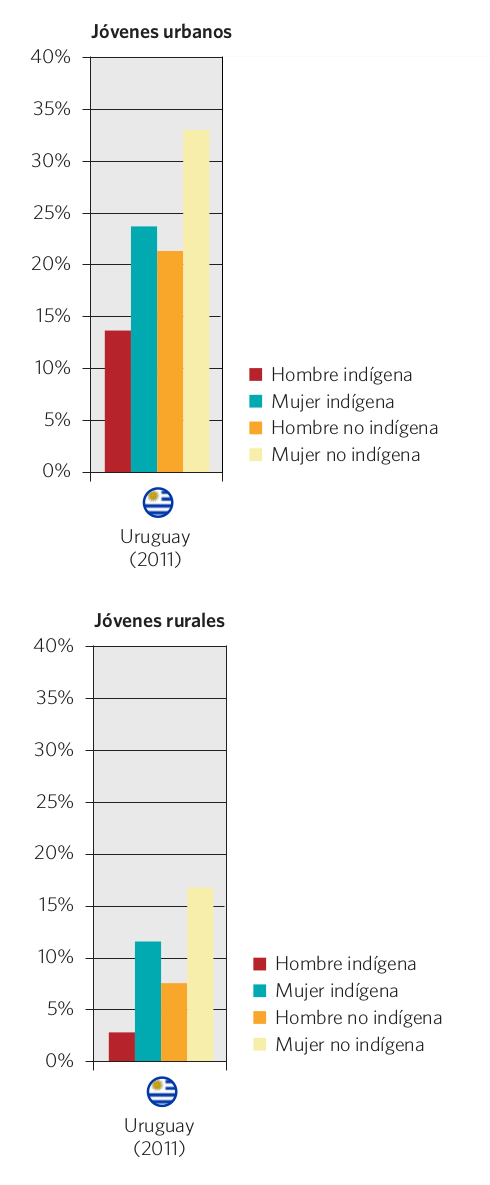 Jóvenes urbanos
40%
35%
30%
25%
20%
15%
10%
5%
0%
Hombre indígena
Mujer indígena
Hombre no indígena
Mujer no indígena
Uruguay
(2011)
Jóvenes rurales
40%
35%
30%
25%
20%
15%
10%
5%
0%
Hombre indígena
Mujer indígena
Hombre no indígena
Mujer no indígena
Uruguay
(2011)